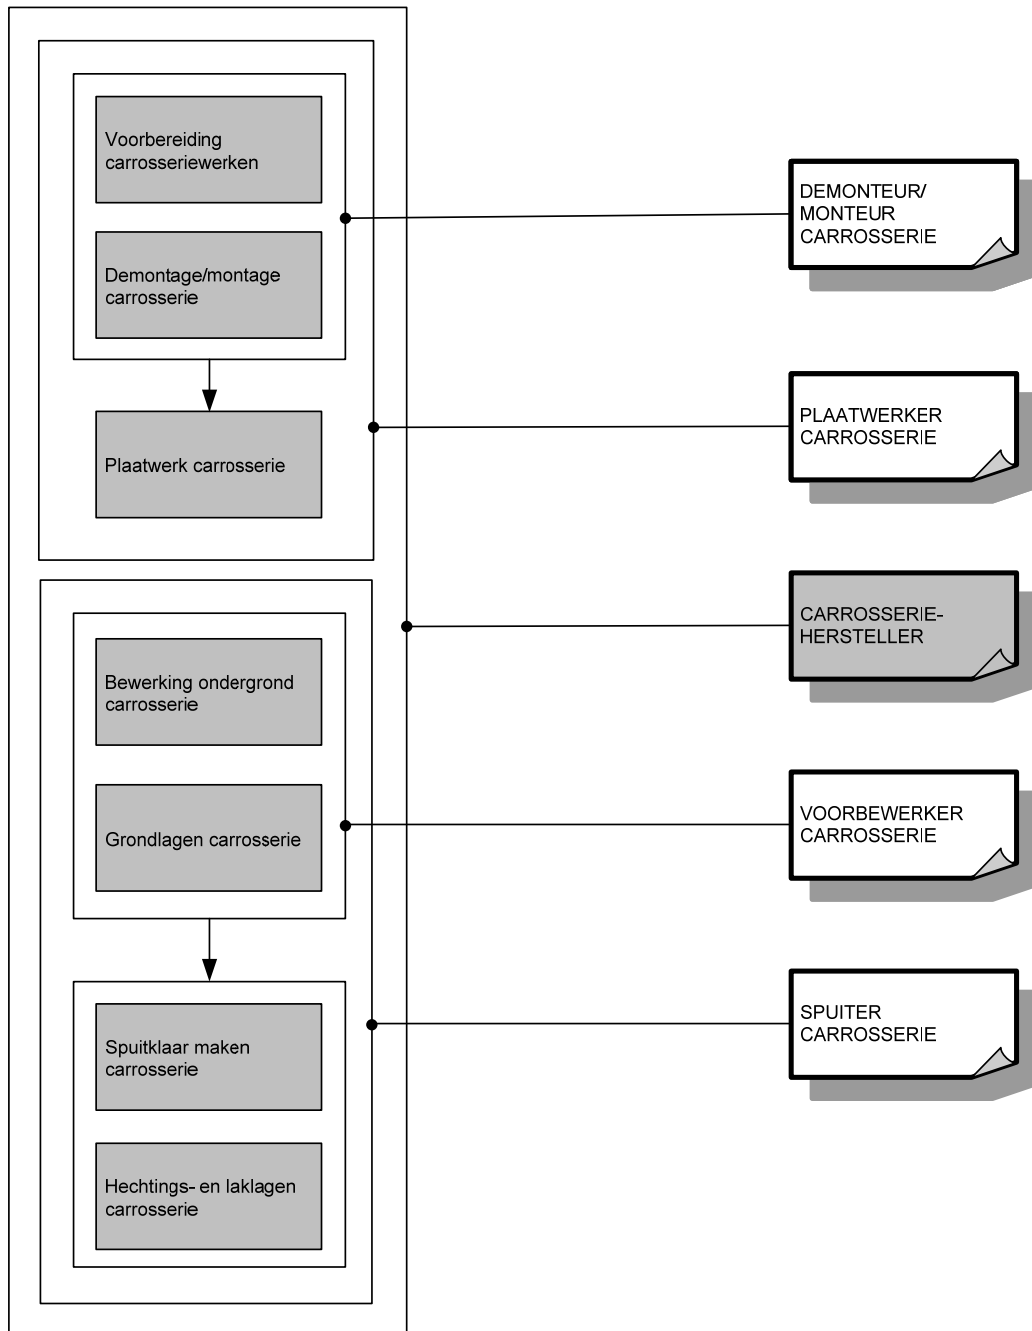 Voorbereiding
carrosseriewerken
Demontage/montage
carrosserie
Plaatwerk carrosserie
Bewerking ondergrond
carrosserie
Grondlagen carrosserie
Spuitklaar maken
carrosserie
Hechtings- en laklagen
carrosserie
DEMONTEUR/
MONTEUR
CARROSSERIE
PLAATWERKER
CARROSSERIE
CARROSSERIE-
HERSTELLER
VOORBEWERKER
CARROSSERIE
SPUITER
CARROSSERIE